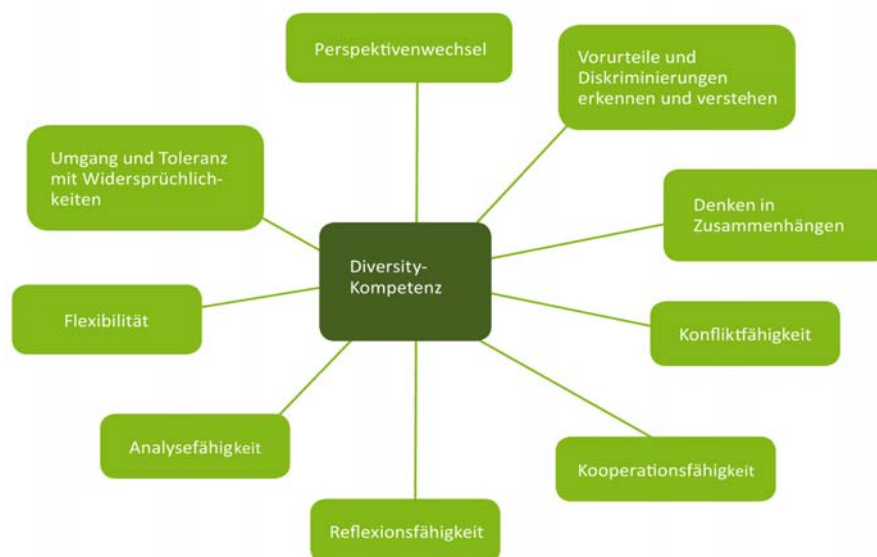 Perspektivenwechsel
Vorurteile und
Diskriminierungen
erkennen und verstehen
Umgang und Toleranz
mit Widersprüchlich-
keiten
Denken in
Zusammenhängen
Diversity-
Kompetenz
Flexibilität
Konfliktfähigkeit
Analysefähigkeit
Kooperationsfähigkeit
Reflexionsfähigkeit